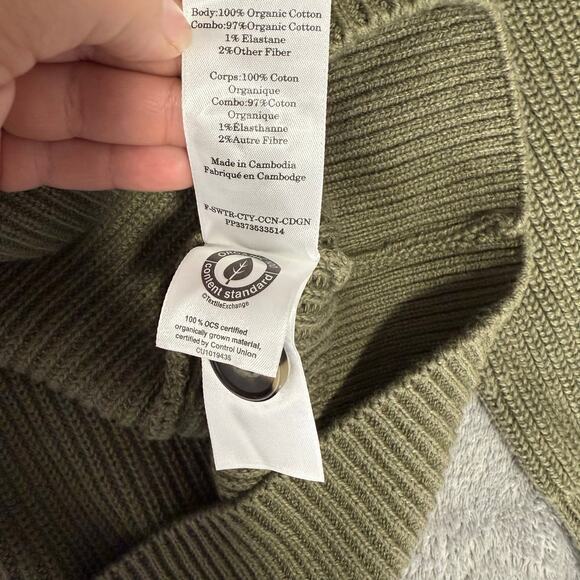 Body:100% Organic Cotton
Combo:97%Organic Cotton
1% Elastane
2%Other Fiber
Corps:100% Coton
Organique
Combo:97%Coton
Organique
1%Élasthanne
2%Autre Fibre
Made in Cambodia
Fabriqué en Cambodge
F-SWTR-CTY-CCN-CDGN
PP3373533514
content standard
©TextileExchange
100 % OCS certified
organically grown material,
certified by Control Union
CU1019435